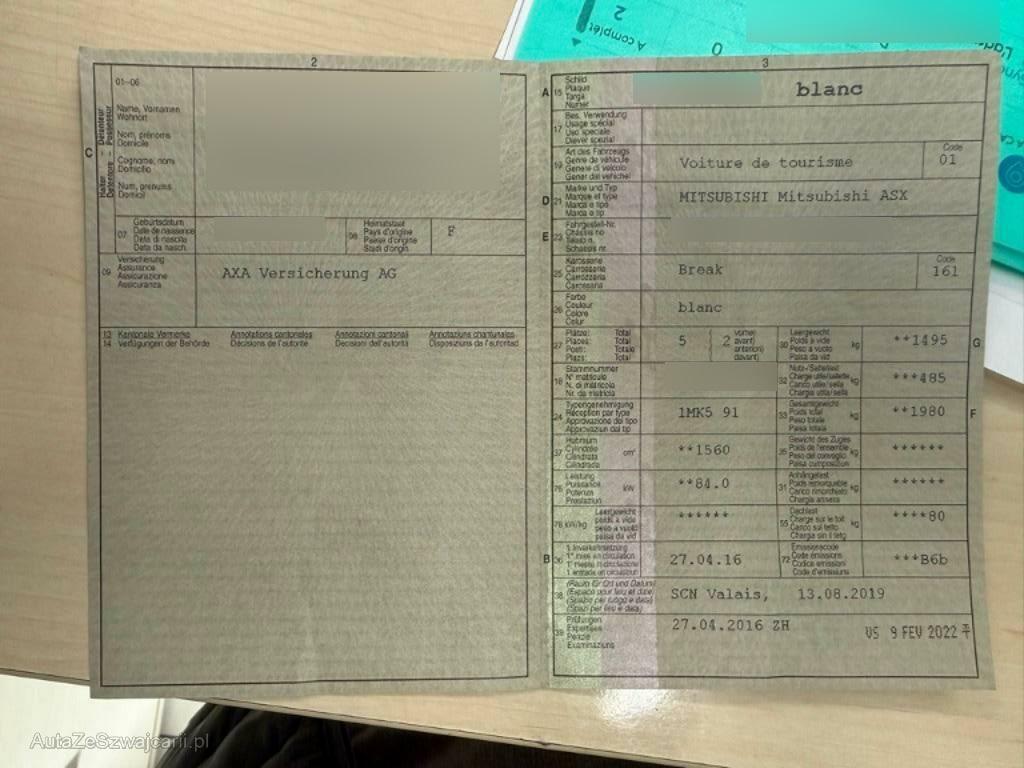 2
01-06
Name, Vornamen
Wohnort
Nom, prénoms
Domicile
Cognome, nomi
Domicilio
Num, prenums
Domicil
Halter - Détenteur
Detentore - Possessur
C
07
Geburtsdatum
Date de naissance
Data di nascita
Data da nasch.
08
Heimatstaat
Pays d'origine
Paese d'origine
Stadi d'origin.
F
09
Versicherung
Assurance
Assicurazione
Assicuranza
AXA Versicherung AG
13 Kantonale Vermerke Annotations cantonales Annotazioni cantonali Annotaziuns chantunalas
14 Verfügungen der Behörde Décisions de l'autorité Decisioni dell'autorità Disposiziuns da l'autoritad
3
A 15
Schild
Plaque
Targa
Numer
blanc
17
Bes. Verwendung
Usage spécial
Uso speciale
Diever spezial
19
Art des Fahrzeugs
Genre de véhicule
Genere di veicolo
Gener dal vehichel
Voiture de tourisme
Code
01
D 21
Marke und Typ
Marque et type
Marca e tipo
Marca e tip
MITSUBISHI Mitsubishi ASX
E 23
Fahrgestell-Nr.
Châssis no
Telaio n.
Schassis nr.
25
Karosserie
Carrosserie
Carrozzeria
Carossaria
Break
Code
161
26
Farbe
Couleur
Colore
Colur
blanc
27
Plätze: Total
Places: Total
Posti: Totale
Plazs: Total
5
2
vorne)
avant)
anteriori)
davant)
30
Leergewicht
Poids à vide
Peso a vuoto
Paisa da vid
kg
**1495
G
18
Stammnummer
N° matricule
N. di matricola
Nr. da matricla
32
Nutz-/Sattellast
Charge utile/sellette
Carico utile/sella
Chargia utila/sella
kg
***485
24
Typengenehmigung
Réception par type
Approvazione del tipo
Approvaziun dal tip
1MK5 91
33
Gesamtgewicht
Poids total
Peso totale
Paisa totala
kg
**1980
F
37
Hubraum
Cylindrée
Cilindrata
Cilindrada
cm³
**1560
35
Gewicht des Zuges
Poids de l'ensemble
Peso del convoglio
Paisa cumposiziun
kg
******
76
Leistung
Puissance
Potenza
Prestaziun
kW
**84.0
31
Anhängelast
Poids remorquable
Carico rimorchiato
Chargia annexa
kg
******
78 kW/kg
Leergewicht
poids à vide
peso a vuoto
paisa da vid
******
55
Dachlast
Charge sur le toit
Carico sul tetto
Chargia sin il tetg
kg
****80
B 36
1. Inverkehrsetzung
1re mise en circulation
1a messa in circolazione
1. entrada en circulaziun
27.04.16
72
Emissionscode
Code émissions
Codice emissioni
Code d'emissiuns
***B6b
38
(Raum für Ort und Datum)
(Espace pour lieu et date)
(Spazio per luogo e data)
(Spazi per lieu e data)
SCN Valais, 13.08.2019
39
Prüfungen
Expertises
Perizie
Examinaziuns
27.04.2016 ZH
VS 9 FEV 2022
AutaZeSzwajcarii.pl
A complét
2
0